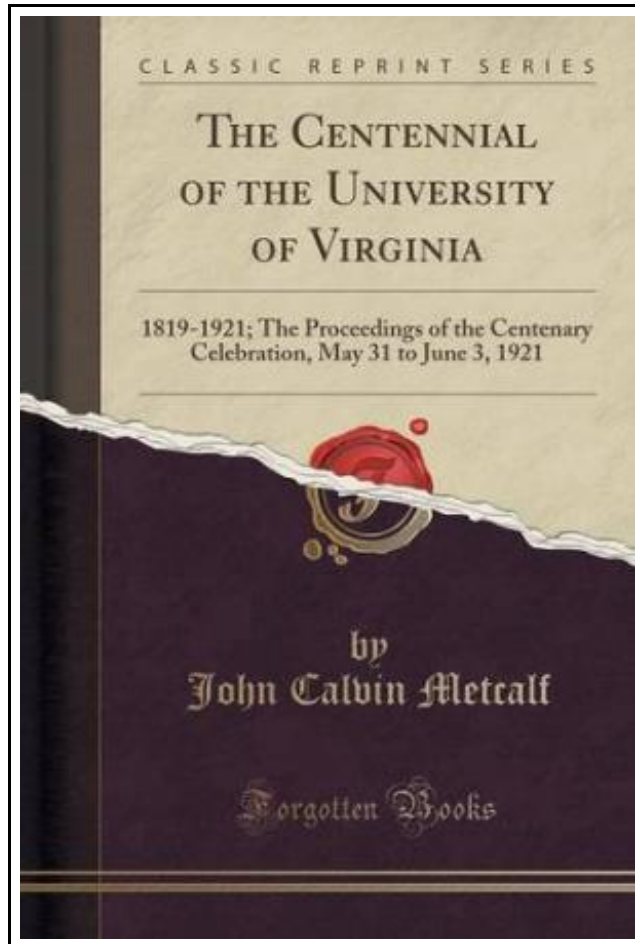 CLASSIC REPRINT SERIES
THE CENTENNIAL
OF THE UNIVERSITY
OF VIRGINIA
1819-1921; The Proceedings of the Centenary
Celebration, May 31 to June 3, 1921
by
John Calvin Metcalf
Forgotten Books